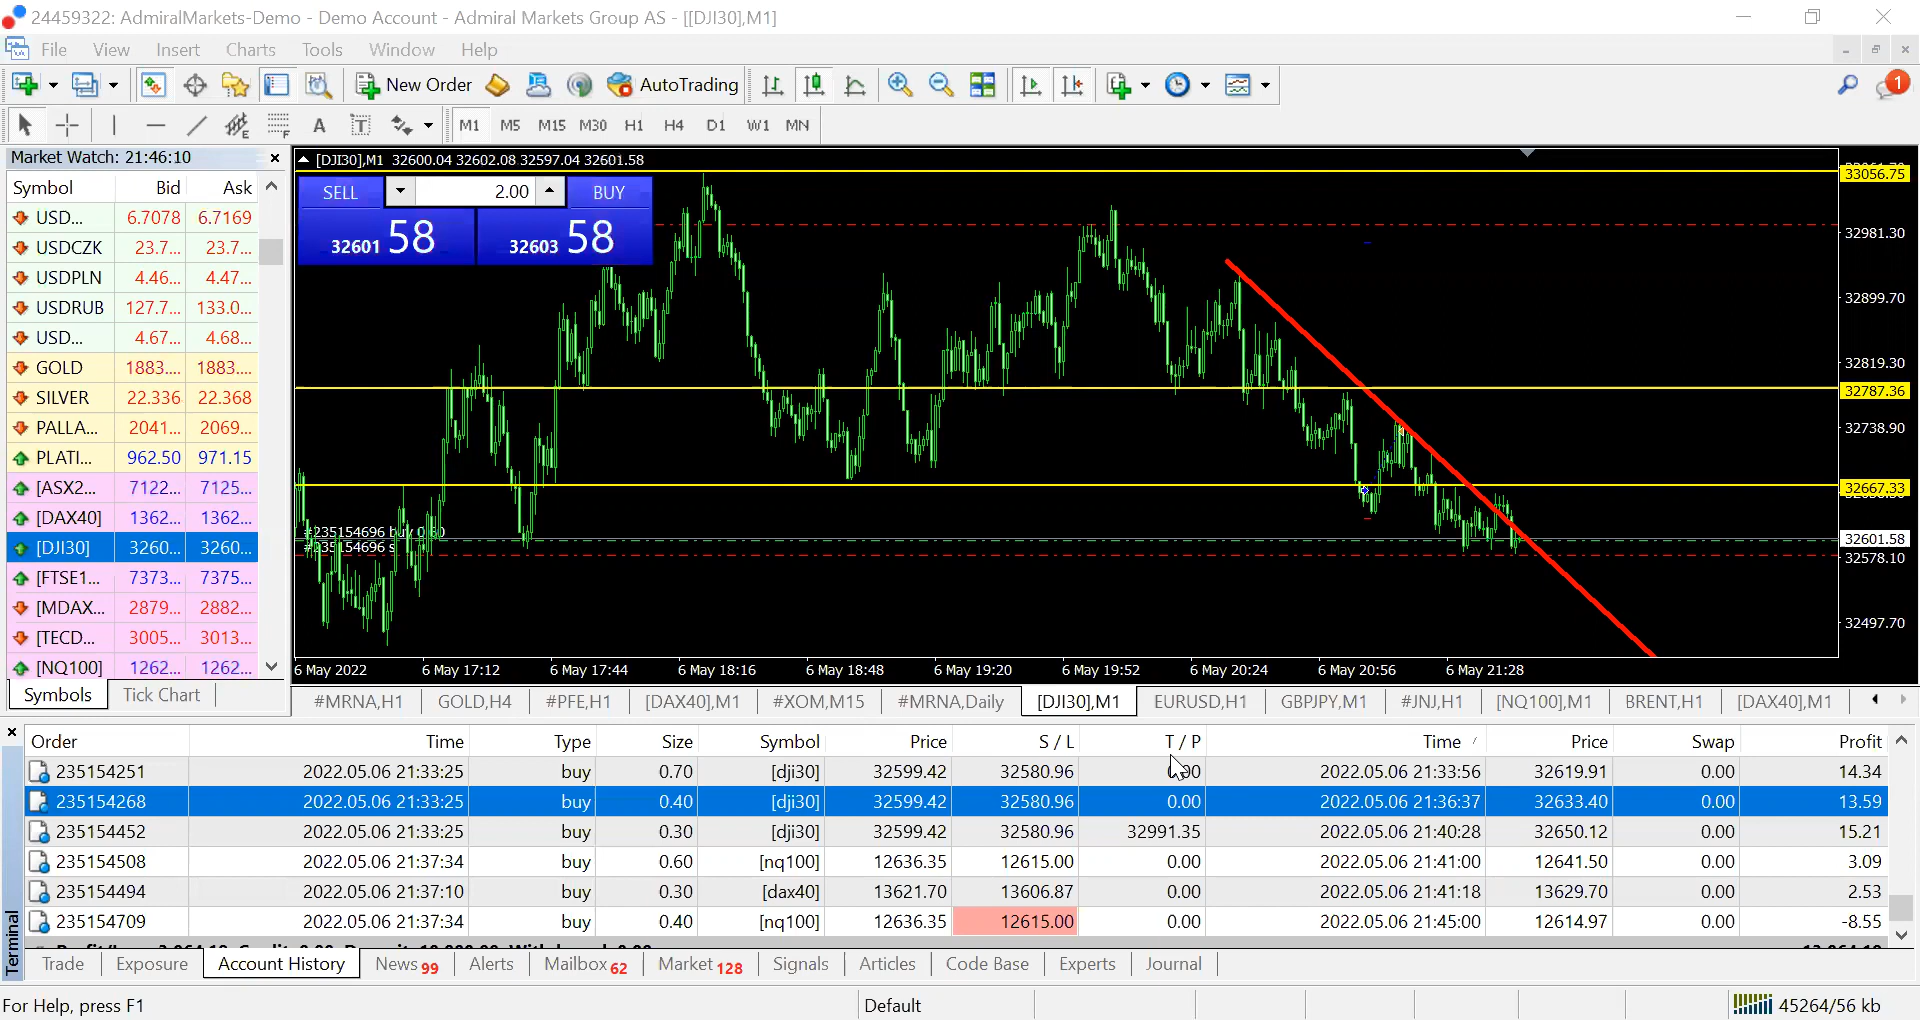 24459322: AdmiralMarkets-Demo - Demo Account - Admiral Markets Group AS - [[DJI30],M1]
File View Insert Charts Tools Window Help
New Order AutoTrading 1
A T M1 M5 M15 M30 H1 H4 D1 W1 MN
Market Watch: 21:46:10
Symbol Bid Ask
USD... 6.7078 6.7169
USDCZK 23.7... 23.7...
USDPLN 4.46... 4.47...
USDRUB 127.7... 133.0...
USD... 4.67... 4.68...
GOLD 1883.... 1883....
SILVER 22.336 22.368
PALLA... 2041... 2069...
PLATI... 962.50 971.15
[ASX2... 7122... 7125...
[DAX40] 1362... 1362...
[DJI30] 3260... 3260...
[FTSE1... 7373... 7375...
[MDAX... 2879... 2882...
[TECD... 3005... 3013...
[NQ100] 1262... 1262...
Symbols Tick Chart
[DJI30],M1 32600.04 32602.08 32597.04 32601.58
SELL 2.00 BUY
32601 58 32603 58
#235154696 buy 0.60
#235154696 s
33056.75
32981.30
32899.70
32819.30
32787.36
32738.90
32667.33
32601.58
32578.10
32497.70
6 May 2022 6 May 17:12 6 May 17:44 6 May 18:16 6 May 18:48 6 May 19:20 6 May 19:52 6 May 20:24 6 May 20:56 6 May 21:28
#MRNA,H1 GOLD,H4 #PFE,H1 [DAX40],M1 #XOM,M15 #MRNA,Daily [DJI30],M1 EURUSD,H1 GBPJPY,M1 #JNJ,H1 [NQ100],M1 BRENT,H1 [DAX40],M1
Order Time Type Size Symbol Price S / L T / P Time Price Swap Profit
235154251 2022.05.06 21:33:25 buy 0.70 [dji30] 32599.42 32580.96 0.00 2022.05.06 21:33:56 32619.91 0.00 14.34
235154268 2022.05.06 21:33:25 buy 0.40 [dji30] 32599.42 32580.96 0.00 2022.05.06 21:36:37 32633.40 0.00 13.59
235154452 2022.05.06 21:33:25 buy 0.30 [dji30] 32599.42 32580.96 32991.35 2022.05.06 21:40:28 32650.12 0.00 15.21
235154508 2022.05.06 21:37:34 buy 0.60 [nq100] 12636.35 12615.00 0.00 2022.05.06 21:41:00 12641.50 0.00 3.09
235154494 2022.05.06 21:37:10 buy 0.30 [dax40] 13621.70 13606.87 0.00 2022.05.06 21:41:18 13629.70 0.00 2.53
235154709 2022.05.06 21:37:34 buy 0.40 [nq100] 12636.35 12615.00 0.00 2022.05.06 21:45:00 12614.97 0.00 -8.55
Terminal
Trade Exposure Account History News 99 Alerts Mailbox 62 Market 128 Signals Articles Code Base Experts Journal
For Help, press F1 Default 45264/56 kb